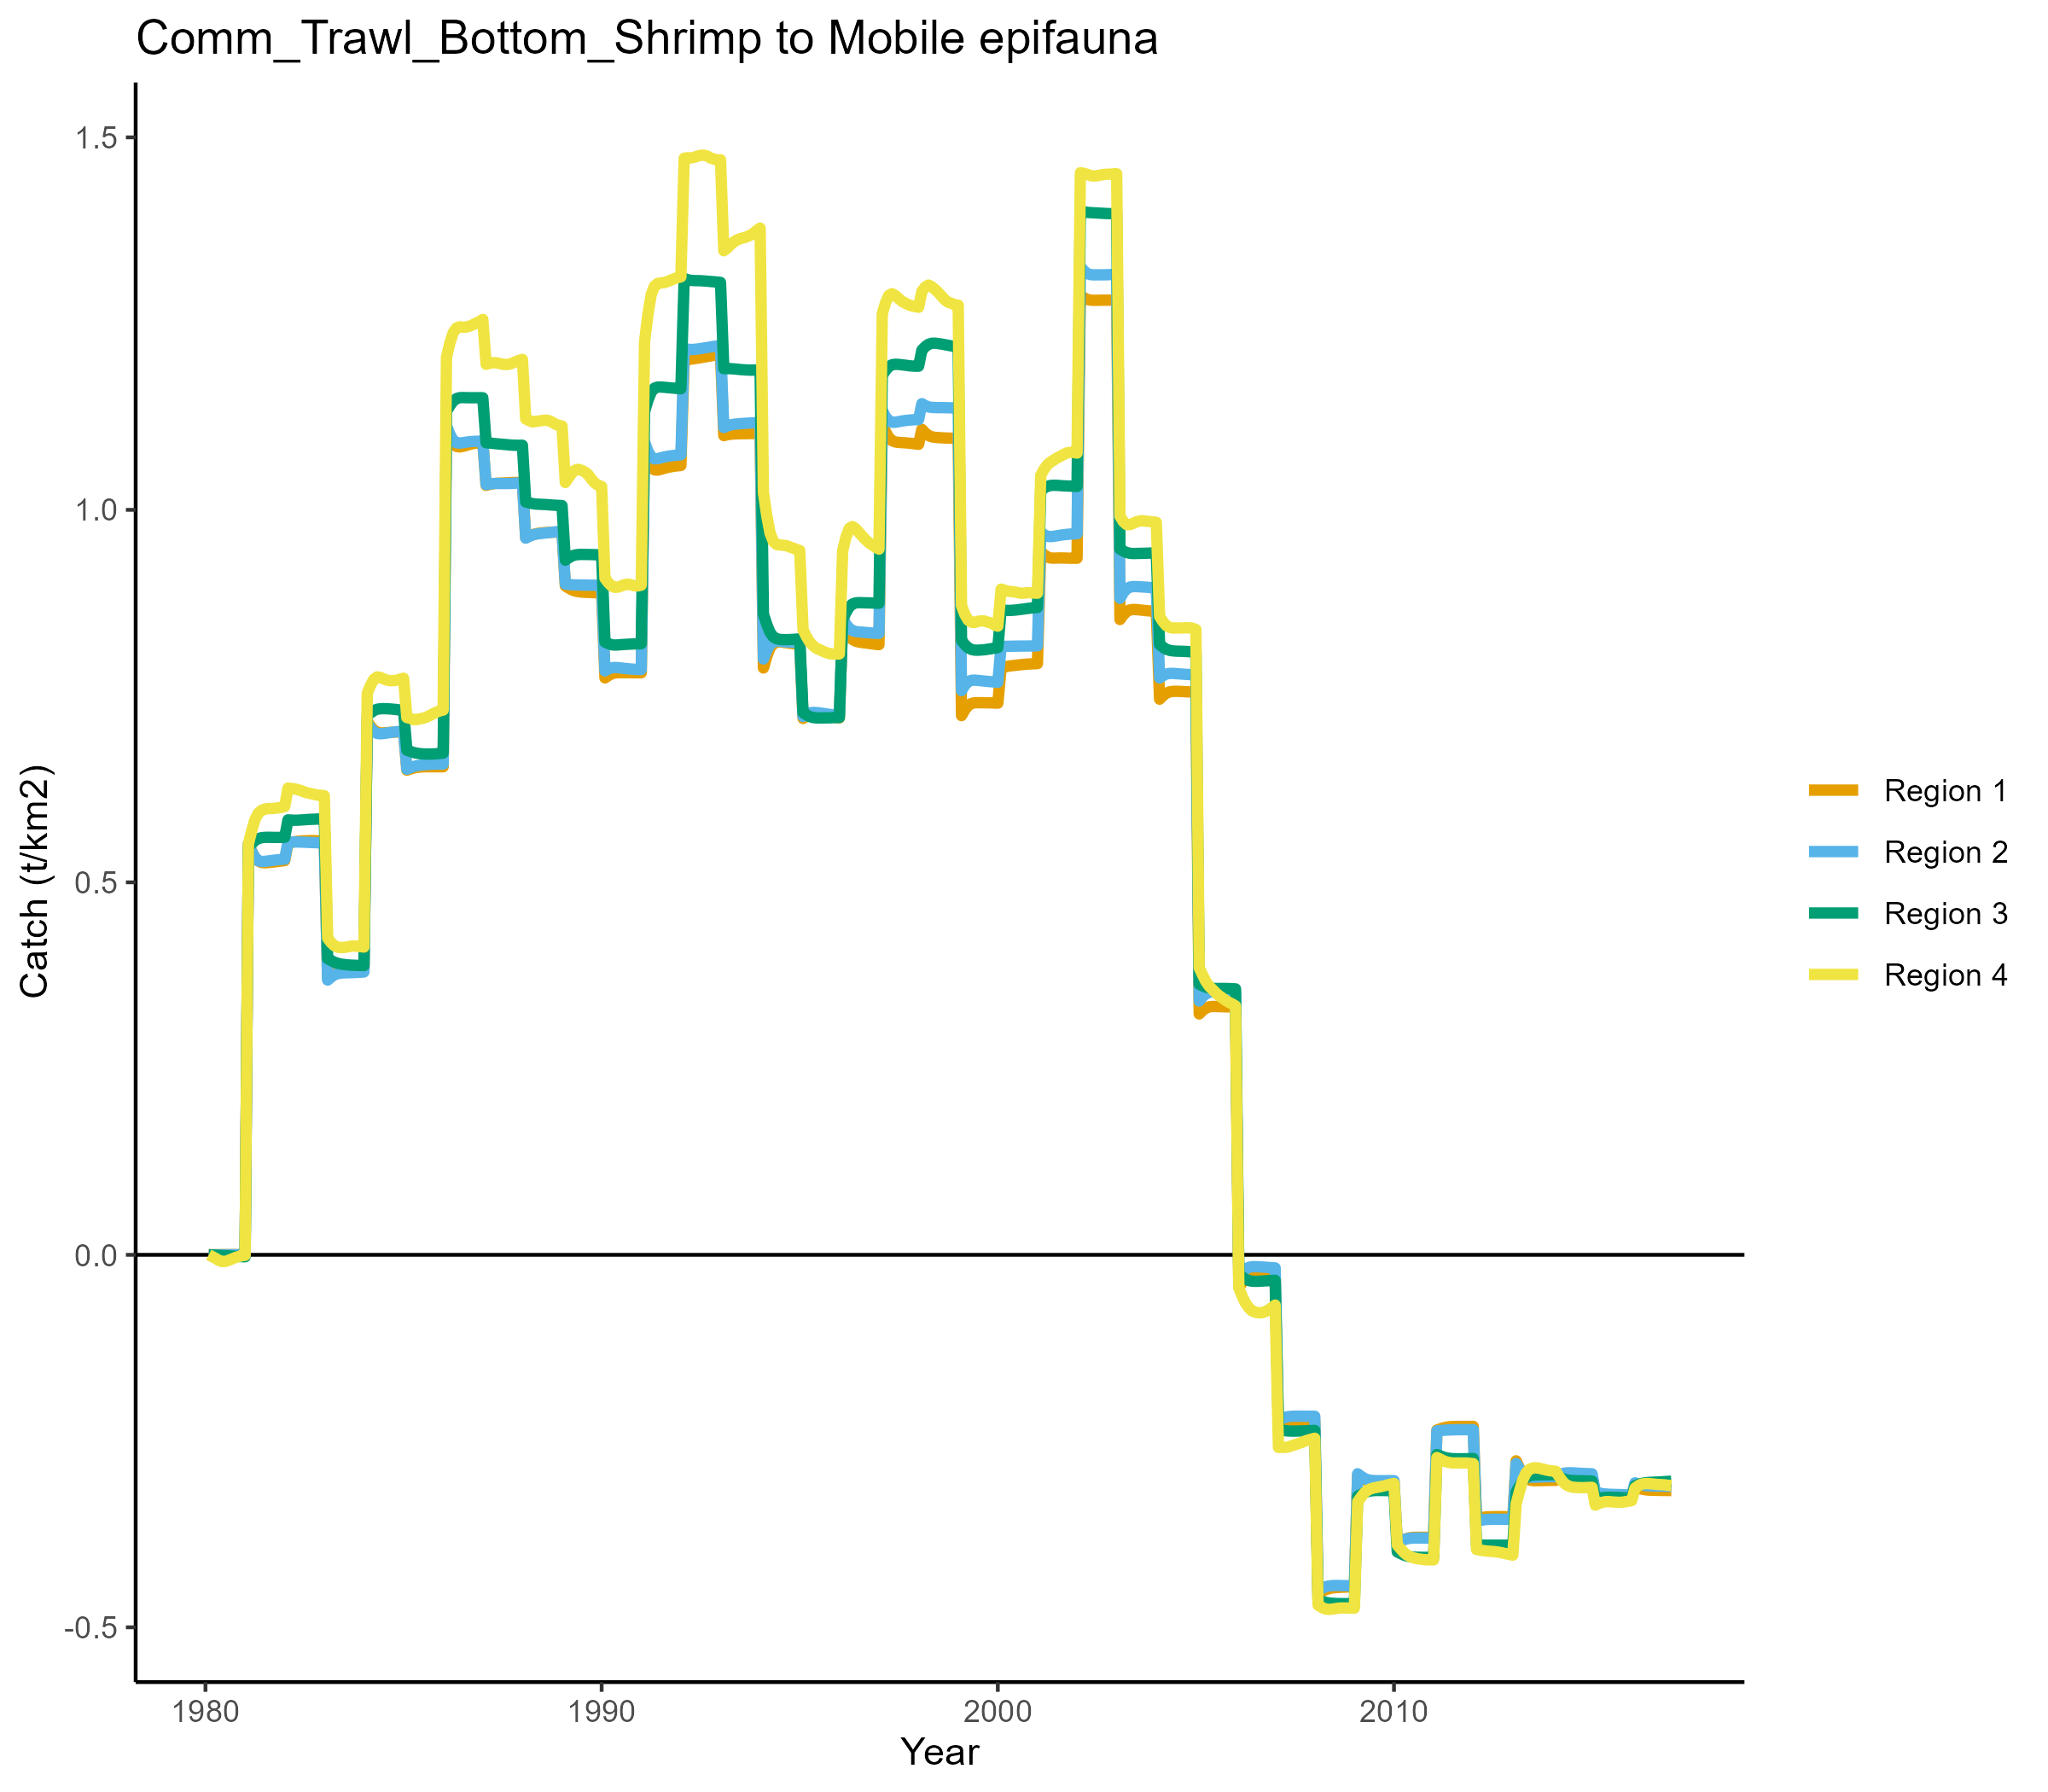 Comm_Trawl_Bottom_Shrimp to Mobile epifauna
1.5
1.0
0.5
0.0
-0.5
Catch (t/km2)
1980
1990
2000
2010
Year
Region 1
Region 2
Region 3
Region 4